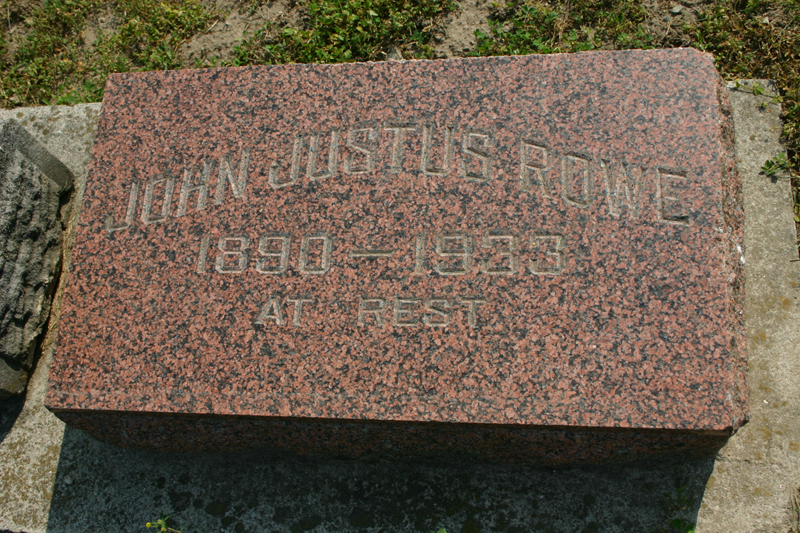 JOHN JUSTUS ROWE
1890–1933
AT REST